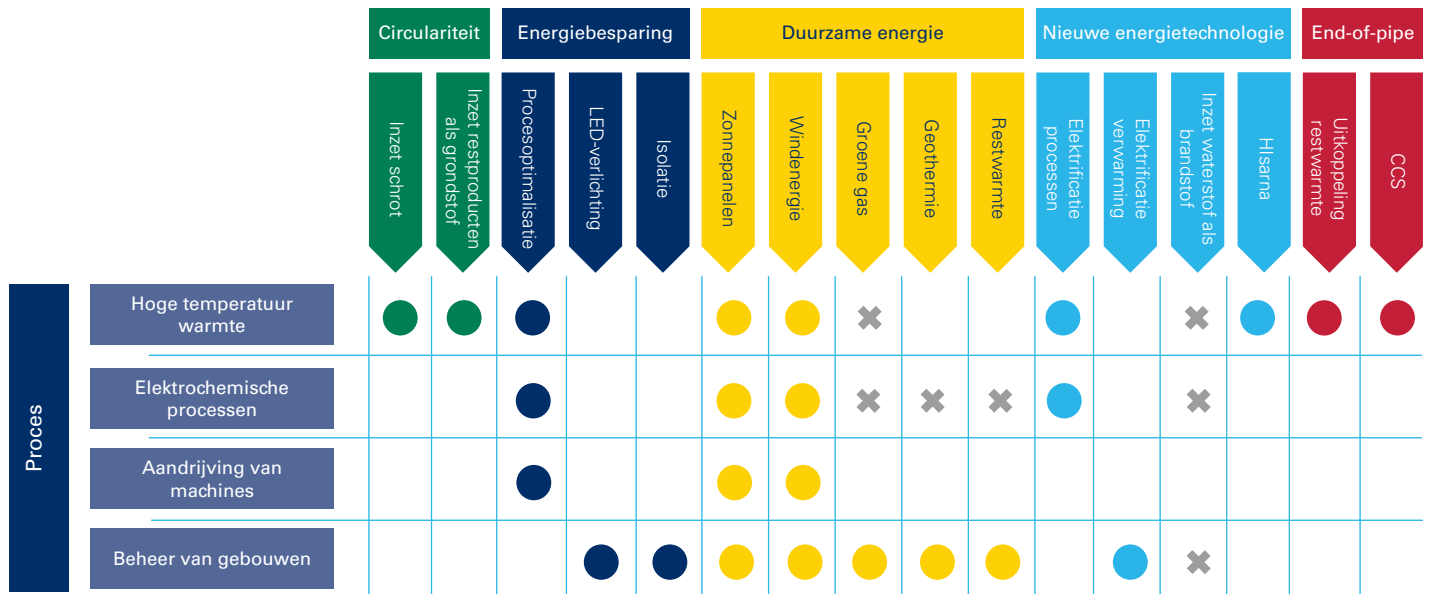 Circulariteit
Energiebesparing
Duurzame energie
Nieuwe energietechnologie
End-of-pipe
Inzet schrot
Inzet restproducten
als grondstof
Procesoptimalisatie
LED-verlichting
Isolatie
Zonnepanelen
Windenergie
Groene gas
Geothermie
Restwarmte
Elektrificatie
processen
Elektrificatie
verwarming
Inzet waterstof als
brandstof
HIsarna
Uitkoppeling
restwarmte
CCS
Proces
Hoge temperatuur
warmte
Elektrochemische
processen
Aandrijving van
machines
Beheer van gebouwen